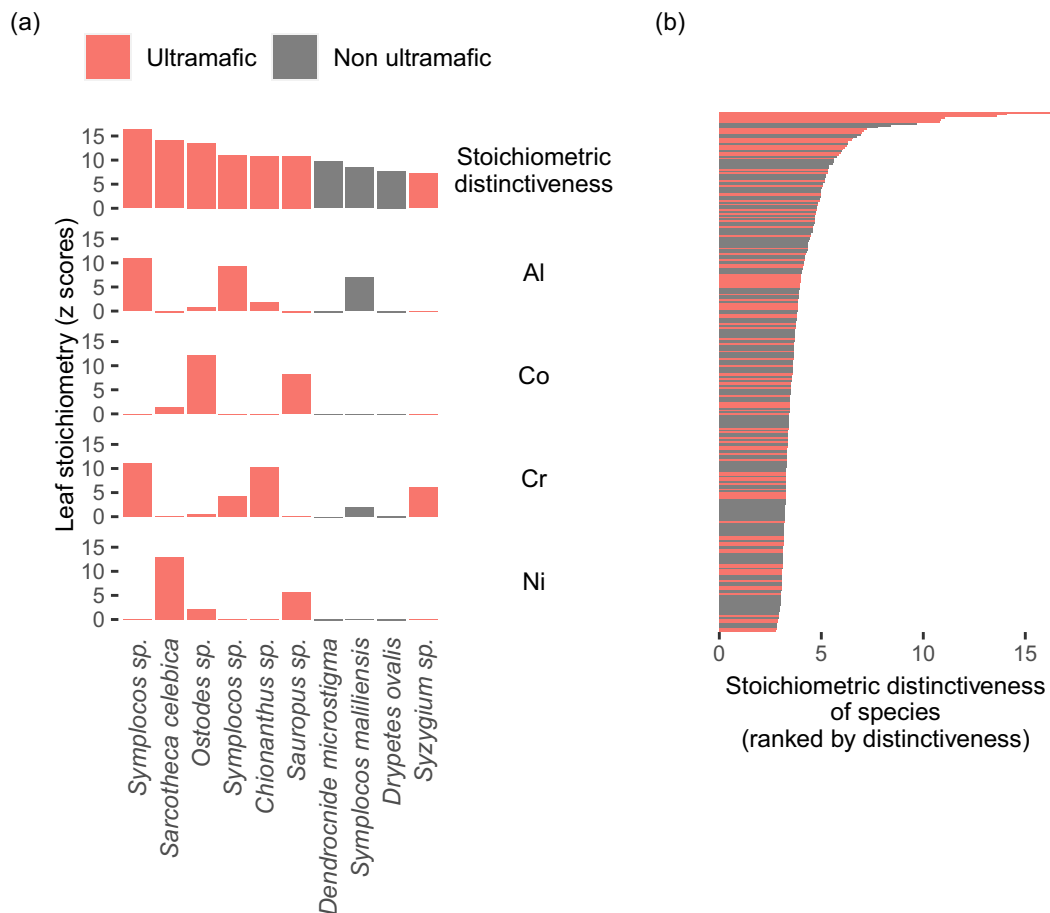 (a)
Ultramafic
Non ultramafic
Leaf stoichiometry (z scores)
15
10
5
0
Stoichiometric
distinctiveness
15
10
5
0
Al
15
10
5
0
Co
15
10
5
0
Cr
15
10
5
0
Ni
Symplocos sp.
Sarcotheca celebica
Ostodes sp.
Symplocos sp.
Chionanthus sp.
Sauropus sp.
Dendrocnide microstigma
Symplocos maliliensis
Drypetes ovalis
Syzygium sp.
(b)
0
5
10
15
Stoichiometric distinctiveness
of species
(ranked by distinctiveness)